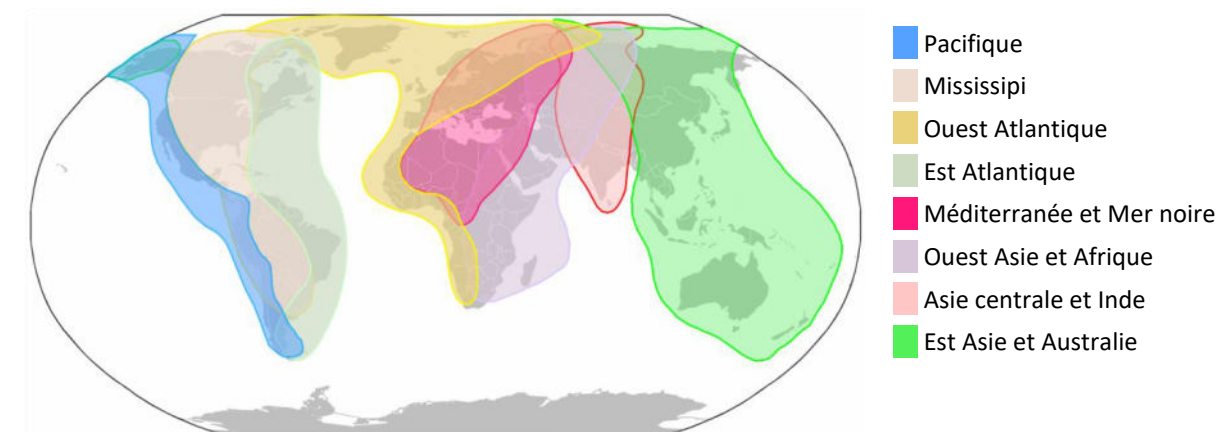 Pacifique
Mississipi
Ouest Atlantique
Est Atlantique
Méditerranée et Mer noire
Ouest Asie et Afrique
Asie centrale et Inde
Est Asie et Australie